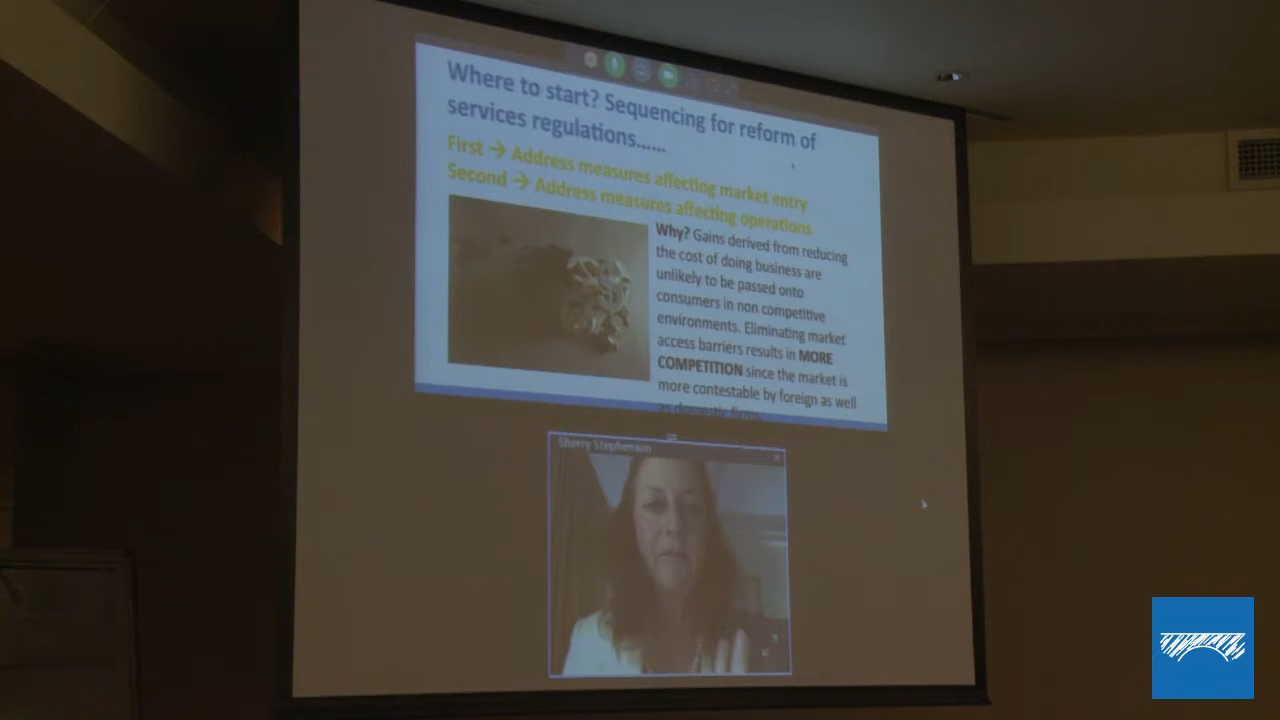 Where to start? Sequencing for reform of
services regulations......
First → Address measures affecting market entry
Second → Address measures affecting operations
Why? Gains derived from reducing
the cost of doing business are
unlikely to be passed onto
consumers in non competitive
environments. Eliminating market
access barriers results in MORE
COMPETITION since the market is
more contestable by foreign as well
as domestic firms.
Sherry Stephenson